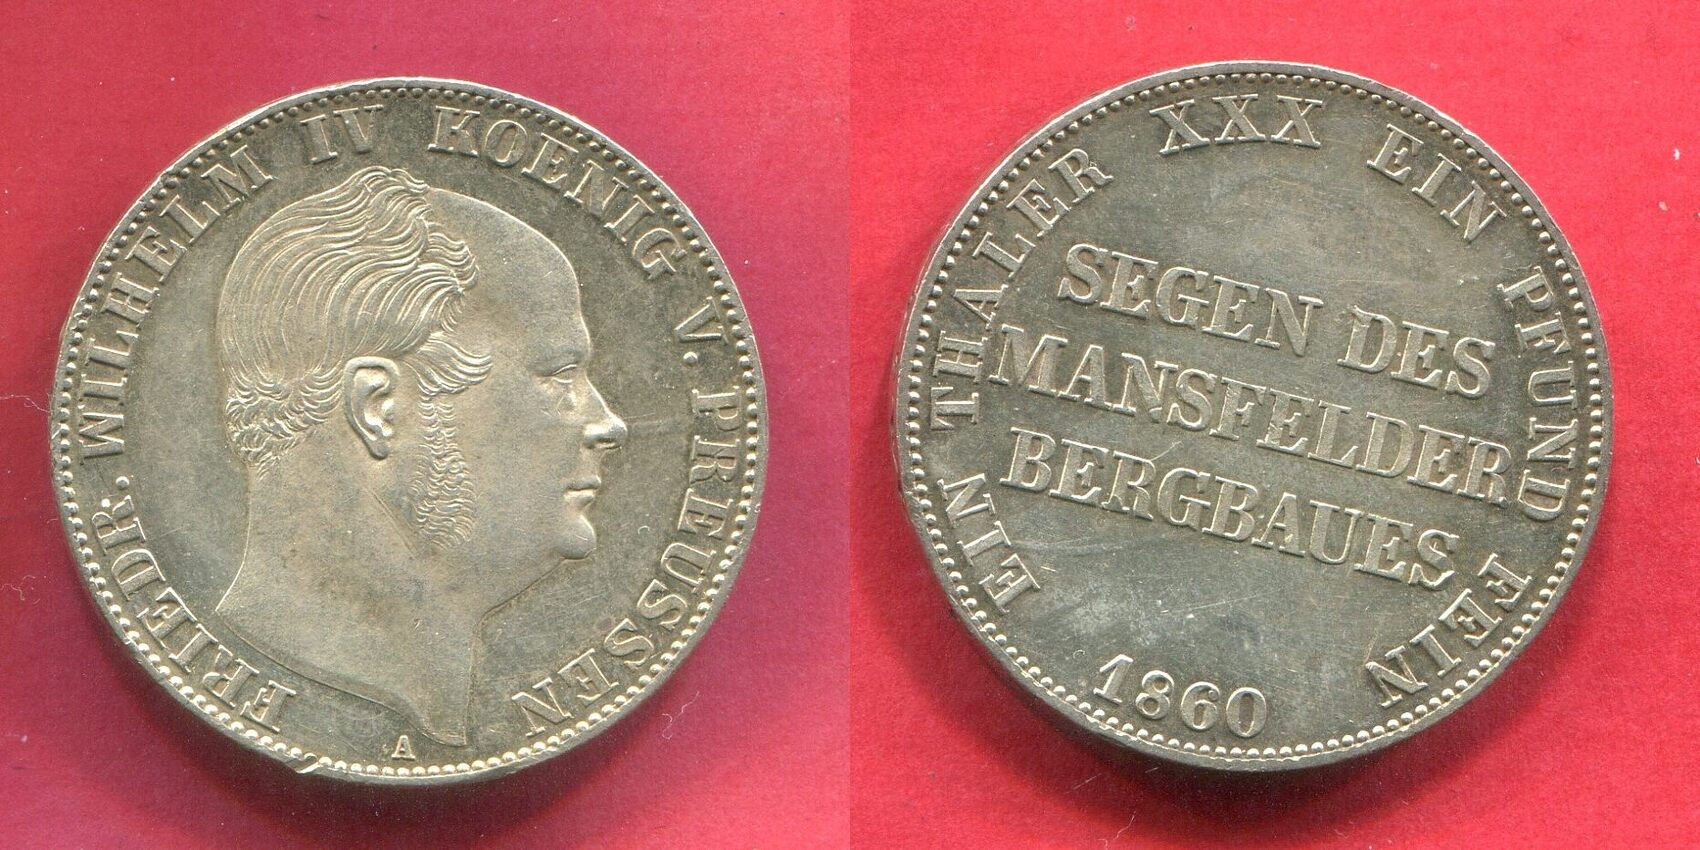 FRIEDR. WILHELM IV KOENIG V. PREUSSEN
A
EIN THALER XXX EIN PFUND FEIN
SEGEN DES
MANSFELDER
BERGBAUES
1860